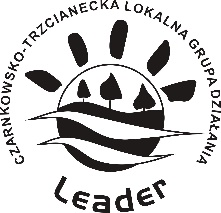 CZARNKOWSKO-TRZCIANECKA LOKALNA GRUPA DZIAŁANIA
Leader